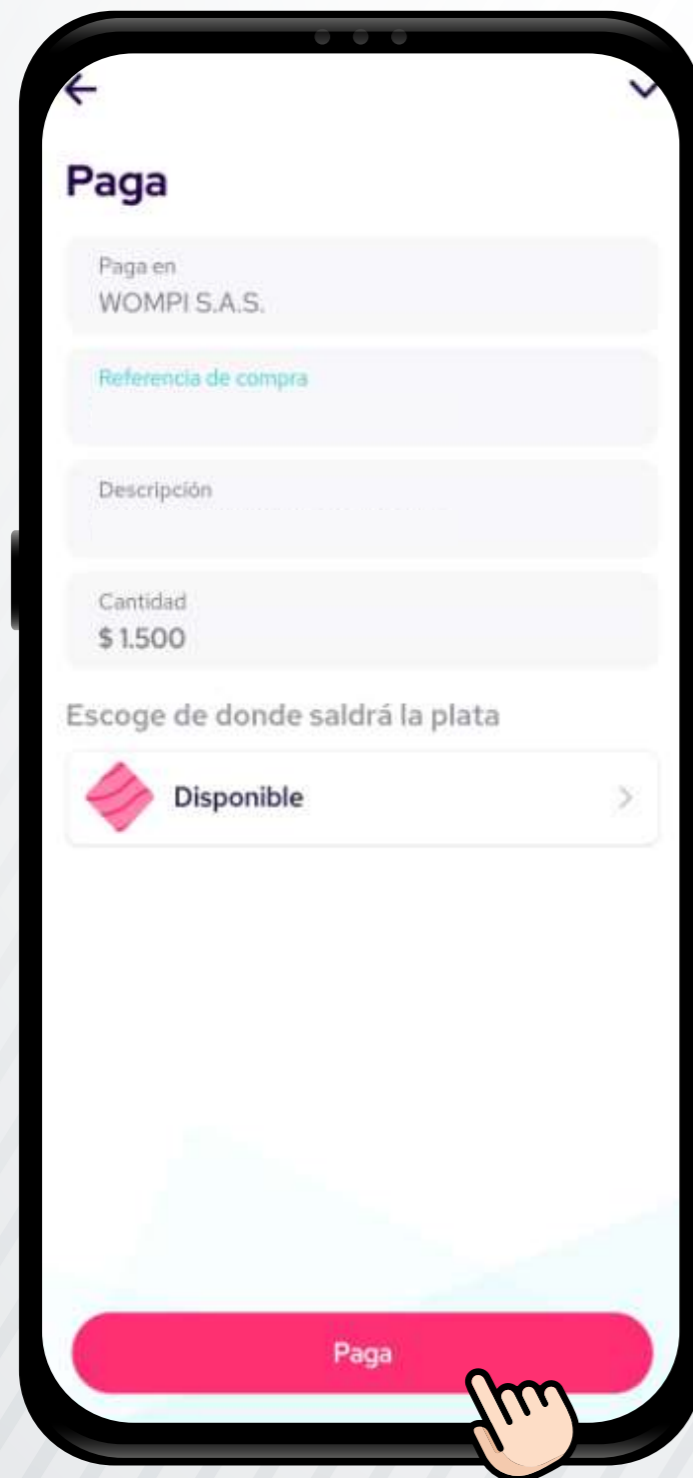 Paga
Paga en
WOMPI S.A.S.
Referencia de compra
Descripción
Cantidad
$ 1.500
Escoge de donde saldrá la plata
Disponible
Paga